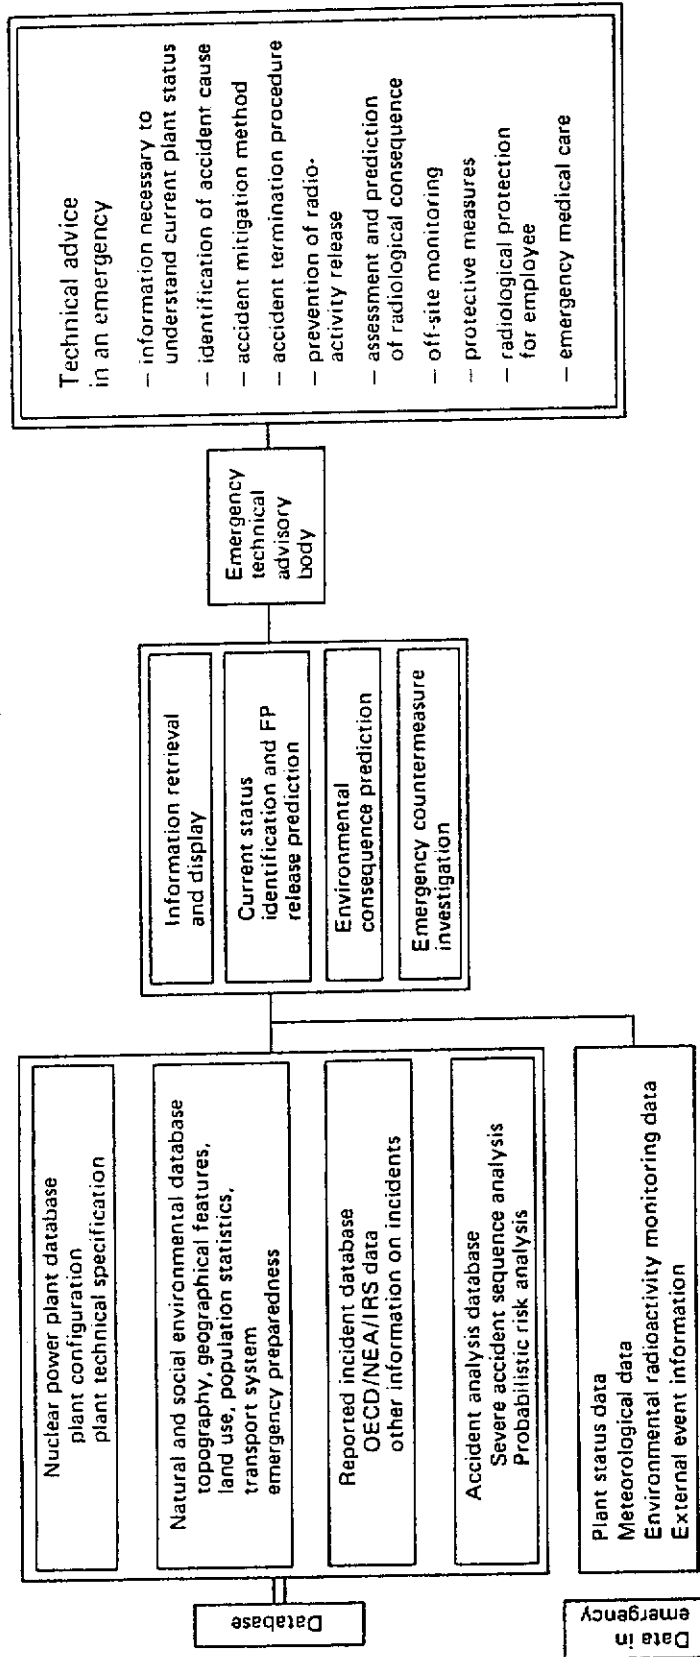 Database
Nuclear power plant database
plant configuration
plant technical specification
Natural and social environmental database
topography, geographical features,
land use, population statistics,
transport system
emergency preparedness
Reported incident database
OECD/NEA/IRS data
other information on incidents
Accident analysis database
Severe accident sequence analysis
Probabilistic risk analysis
Data in
emergency
Plant status data
Meteorological data
Environmental radioactivity monitoring data
External event information
Information retrieval
and display
Current status
identification and FP
release prediction
Environmental
consequence prediction
Emergency countermeasure
investigation
Emergency
technical
advisory
body
Technical advice
in an emergency
– information necessary to
understand current plant status
– identification of accident cause
– accident mitigation method
– accident termination procedure
– prevention of radio-
activity release
– assessment and prediction
of radiological consequence
– off-site monitoring
– protective measures
– radiological protection
for employee
– emergency medical care